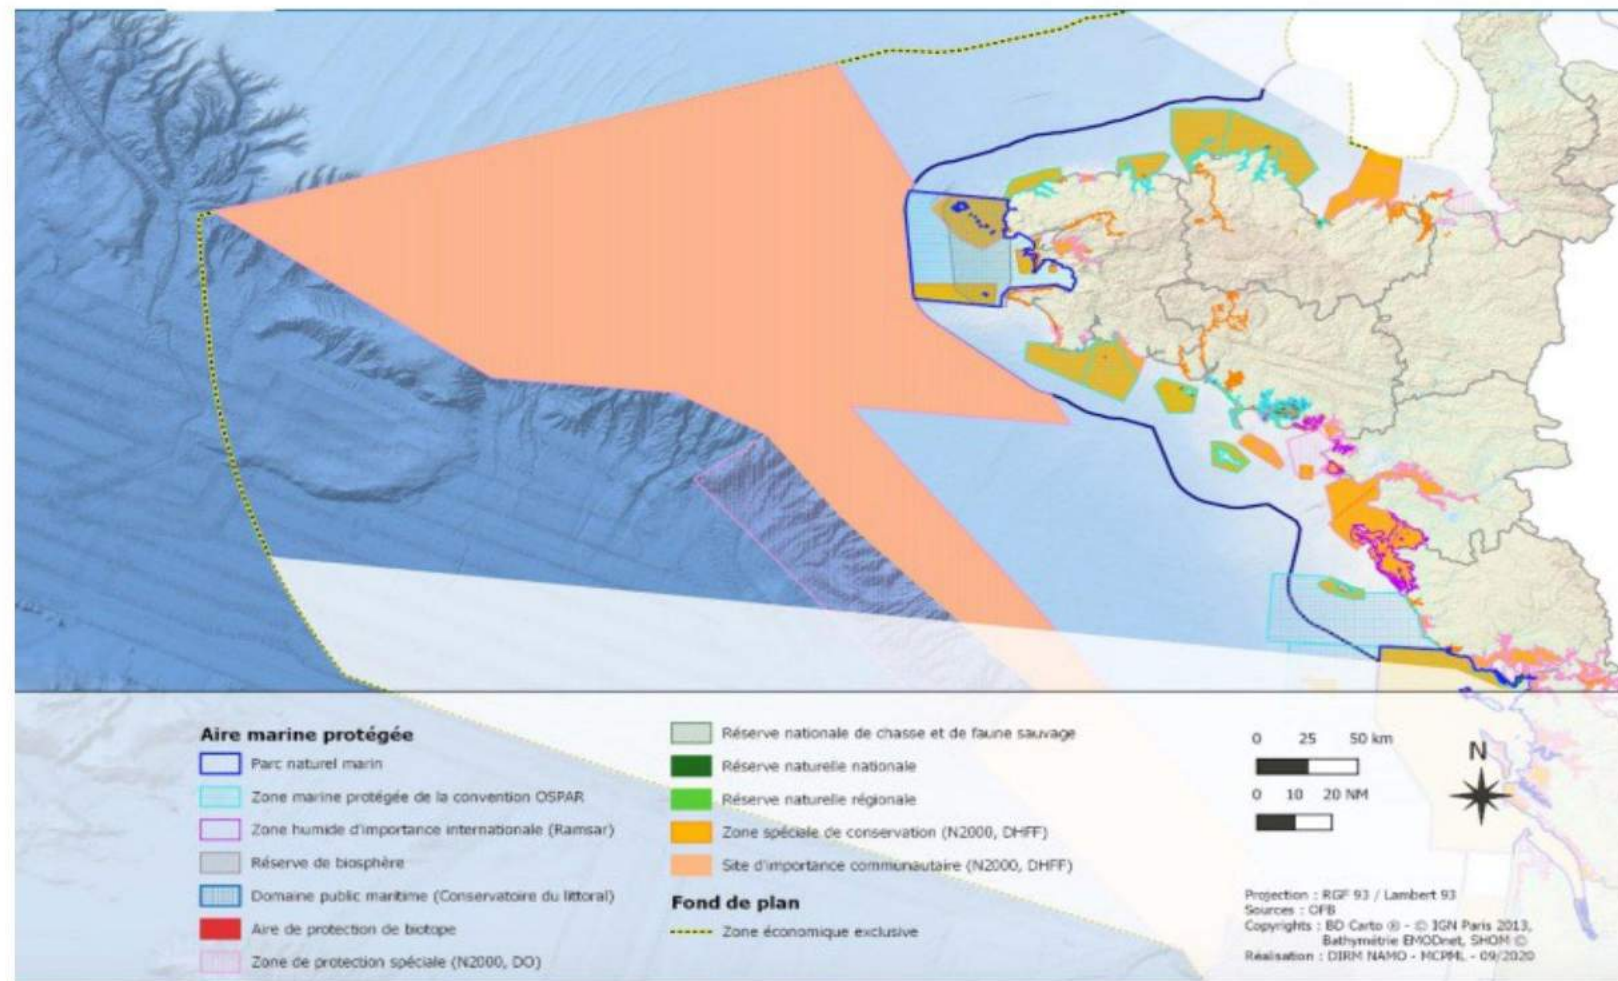 Aire marine protégée
Parc naturel marin
Zone marine protégée de la convention OSPAR
Zone humide d'importance internationale (Ramsar)
Réserve de biosphère
Domaine public maritime (Conservatoire du littoral)
Aire de protection de biotope
Zone de protection spéciale (N2000, DO)
Réserve nationale de chasse et de faune sauvage
Réserve naturelle nationale
Réserve naturelle régionale
Zone spéciale de conservation (N2000, DHFF)
Site d'importance communautaire (N2000, DHFF)
Fond de plan
Zone économique exclusive
0 25 50 km
0 10 20 NM
N
Projection : RGF 93 / Lambert 93
Sources : OFB
Copyrights : BD Carto ® - © IGN Paris 2013,
Bathymétrie EMODnet, SHOM ©
Réalisation : DIRM NAMO - MCPML - 09/2020